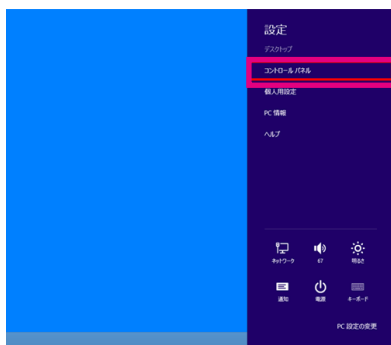 設定
デスクトップ
コントロール パネル
個人用設定
PC 情報
ヘルプ
ネットワーク
67
明るさ
通知
電源
キーボード
PC 設定の変更